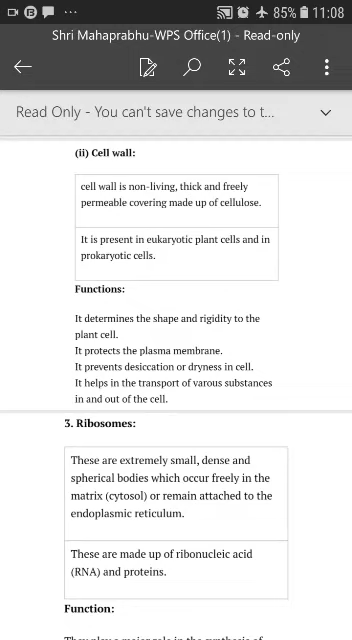 ... 85% 11:08
Shri Mahaprabhu-WPS Office(1) - Read-only
Read Only - You can't save changes to t...
(ii) Cell wall:
cell wall is non-living, thick and freely
permeable covering made up of cellulose.
It is present in eukaryotic plant cells and in
prokaryotic cells.
Functions:
It determines the shape and rigidity to the
plant cell.
It protects the plasma membrane.
It prevents desiccation or dryness in cell.
It helps in the transport of varous substances
in and out of the cell.
3. Ribosomes:
These are extremely small, dense and
spherical bodies which occur freely in the
matrix (cytosol) or remain attached to the
endoplasmic reticulum.
These are made up of ribonucleic acid
(RNA) and proteins.
Function: